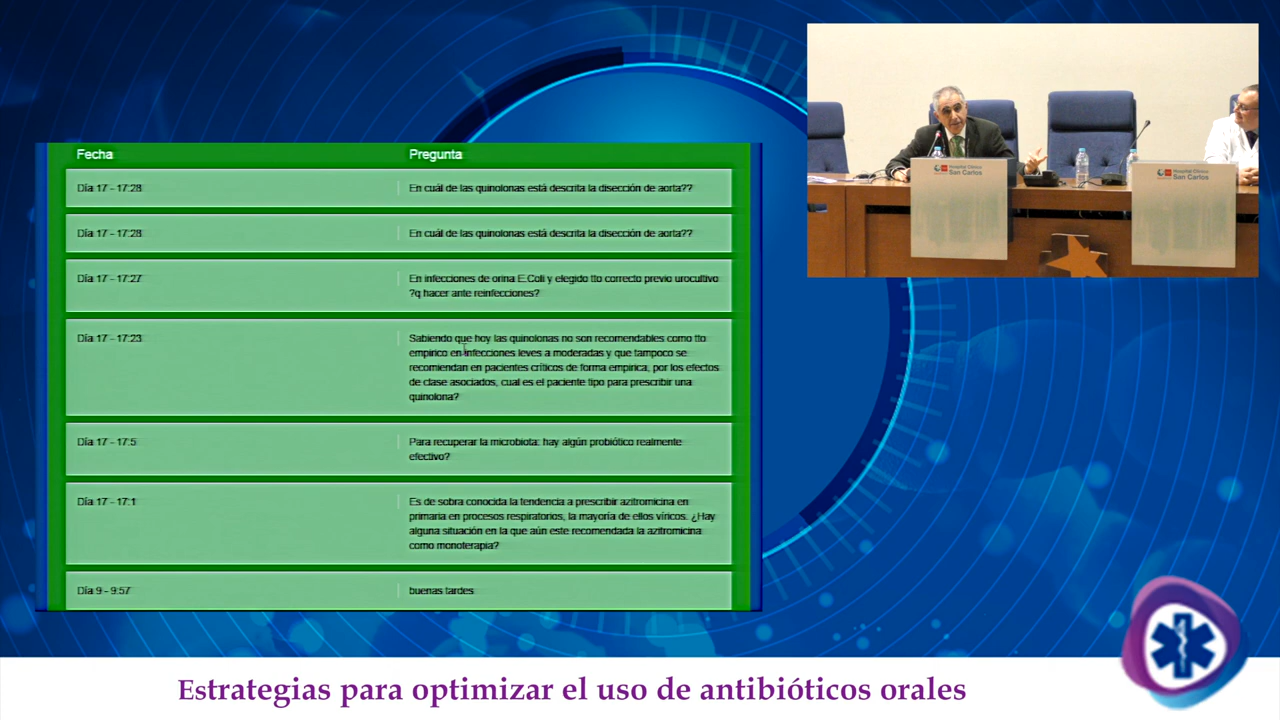 Fecha Pregunta
Día 17 - 17:28 En cuál de las quinolonas está descrita la disección de aorta??
Día 17 - 17:28 En cuál de las quinolonas está descrita la disección de aorta??
Día 17 - 17:27 En infecciones de orina E.Coli y elegido tto correcto previo urocultivo
?q hacer ante reinfecciones?
Día 17 - 17:23 Sabiendo que hoy las quinolonas no son recomendables como tto
empírico en infecciones leves a moderadas y que tampoco se
recomiendan en pacientes críticos de forma empírica, por los efectos
de clase asociados, cual es el paciente tipo para prescribir una
quinolona?
Día 17 - 17:5 Para recuperar la microbiota: hay algún probiótico realmente
efectivo?
Día 17 - 17:1 Es de sobra conocida la tendencia a prescribir azitromicina en
primaria en procesos respiratorios, la mayoría de ellos víricos. ¿Hay
alguna situación en la que aún este recomendada la azitromicina
como monoterapia?
Día 9 - 9:57 buenas tardes
Hospital Clínico
San Carlos
Hospital Clínico
San Carlos
Estrategias para optimizar el uso de antibióticos orales